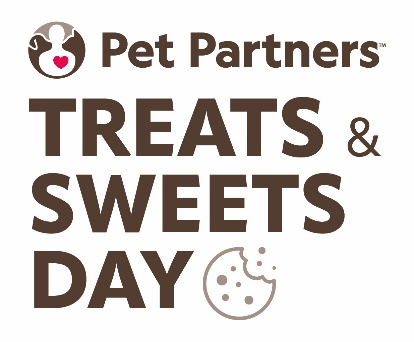 Pet Partners™
TREATS &
SWEETS
DAY